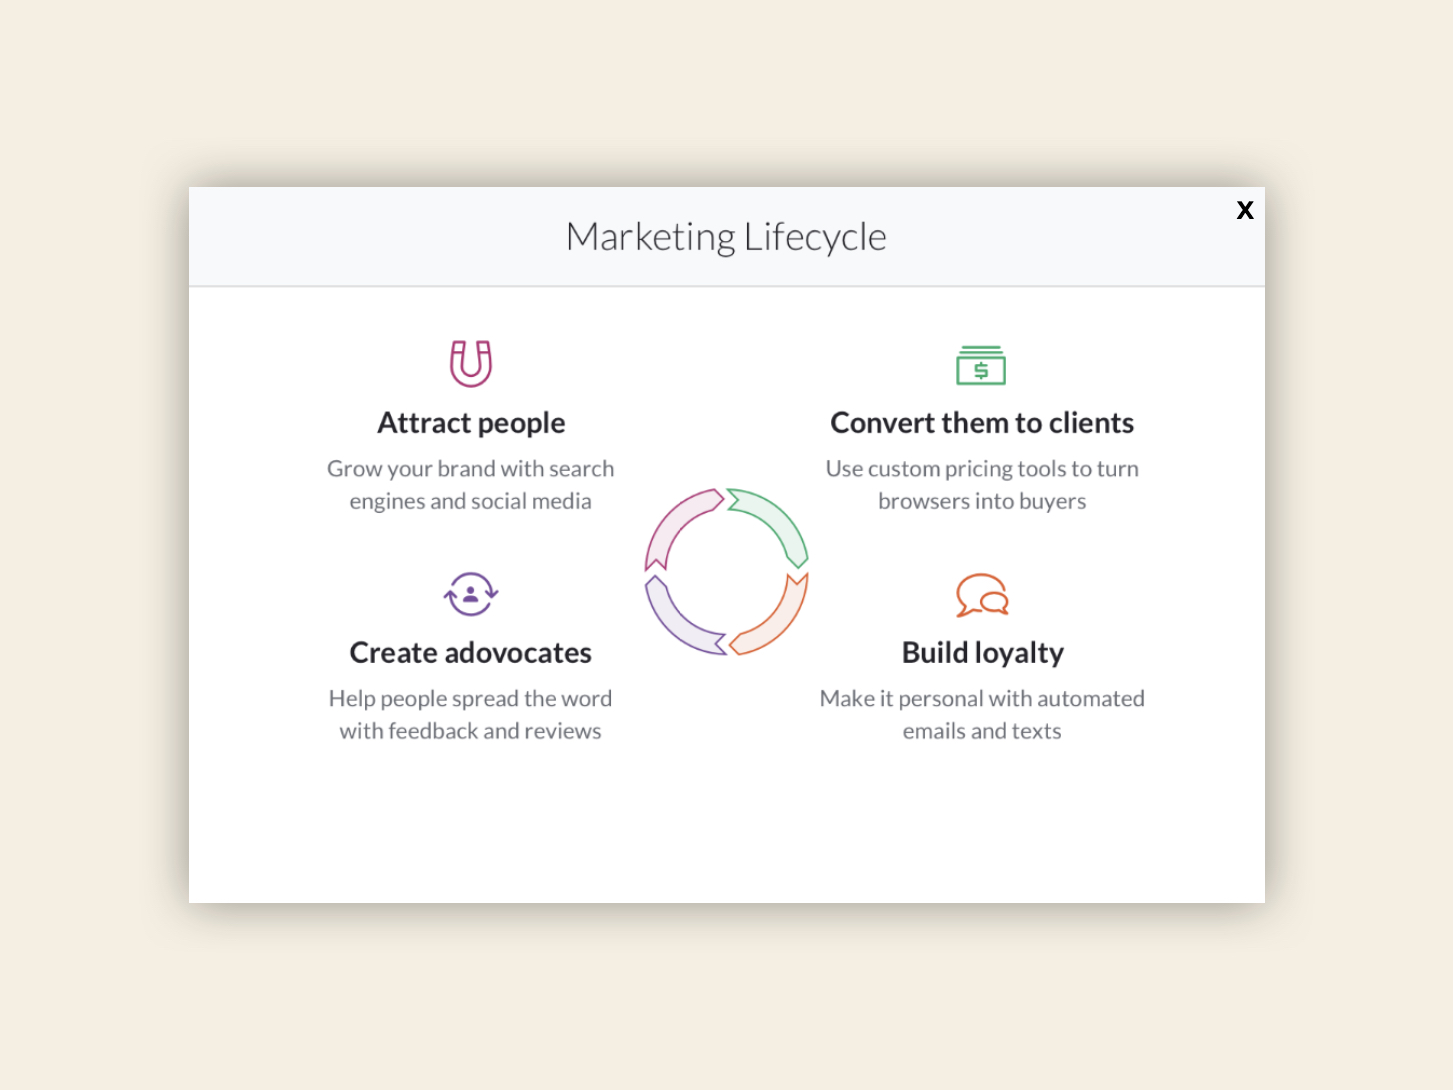 X
Marketing Lifecycle
Attract people
Grow your brand with search
engines and social media
Convert them to clients
Use custom pricing tools to turn
browsers into buyers
$
Create adovocates
Help people spread the word
with feedback and reviews
Build loyalty
Make it personal with automated
emails and texts